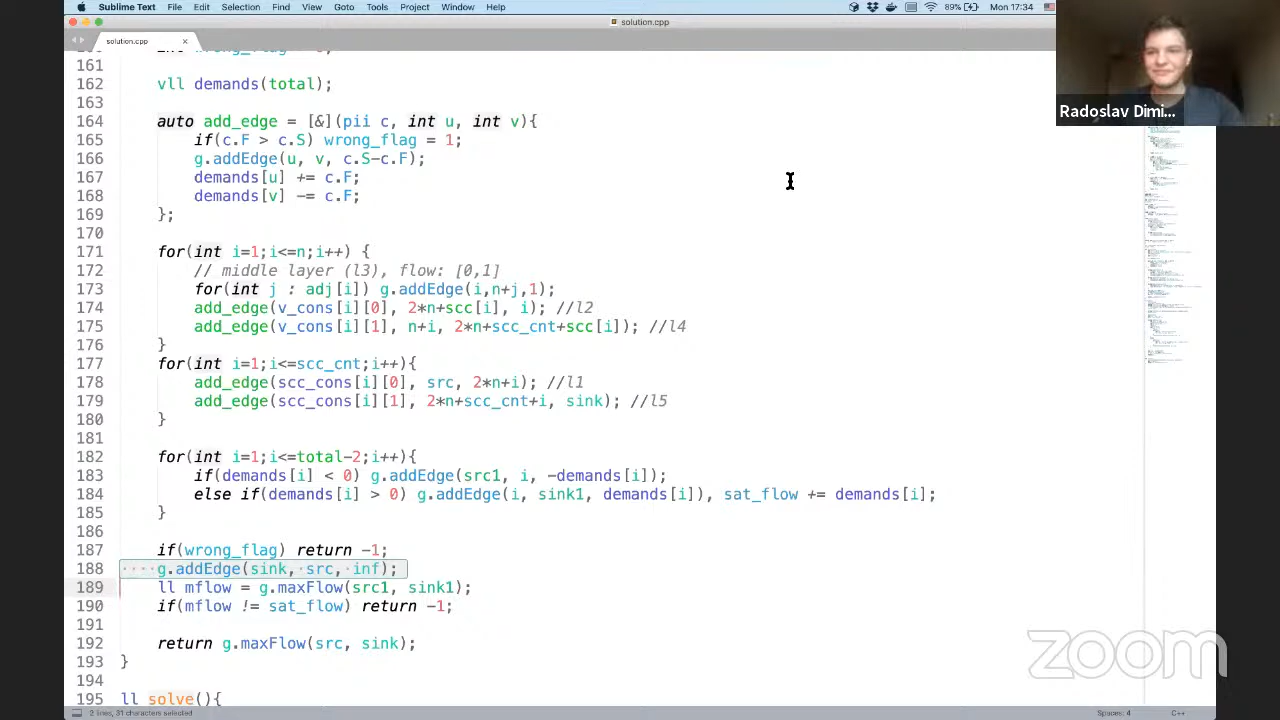 Sublime Text File Edit Selection Find View Goto Tools Project Window Help 89% Mon 17:34
solution.cpp
solution.cpp
161
162 vll demands(total);
163
164 auto add_edge = [&](pii c, int u, int v){
165 if(c.F > c.S) wrong_flag = 1;
166 g.addEdge(u, v, c.S-c.F);
167 demands[u] += c.F;
168 demands[v] -= c.F;
169 };
170
171 for(int i=1;i<=n;i++) {
172 // middle layer (l3), flow: [0,1]
173 for(int j : adj[i]) g.addEdge(i,n+j,1);
174 add_edge(v_cons[i][0], 2*n+scc[i], i); //l2
175 add_edge(v_cons[i][1], n+i, 2*n+scc_cnt+scc[i]); //l4
176 }
177 for(int i=1;i<=scc_cnt;i++){
178 add_edge(scc_cons[i][0], src, 2*n+i); //l1
179 add_edge(scc_cons[i][1], 2*n+scc_cnt+i, sink); //l5
180 }
181
182 for(int i=1;i<=total-2;i++){
183 if(demands[i] < 0) g.addEdge(src1, i, -demands[i]);
184 else if(demands[i] > 0) g.addEdge(i, sink1, demands[i]), sat_flow += demands[i];
185 }
186
187 if(wrong_flag) return -1;
188 g.addEdge(sink, src, inf);
189 ll mflow = g.maxFlow(src1, sink1);
190 if(mflow != sat_flow) return -1;
191
192 return g.maxFlow(src, sink);
193 }
194
195 ll solve(){
2 lines, 31 characters selected Spaces: 4 C++
Radoslav Dimi...
zoom